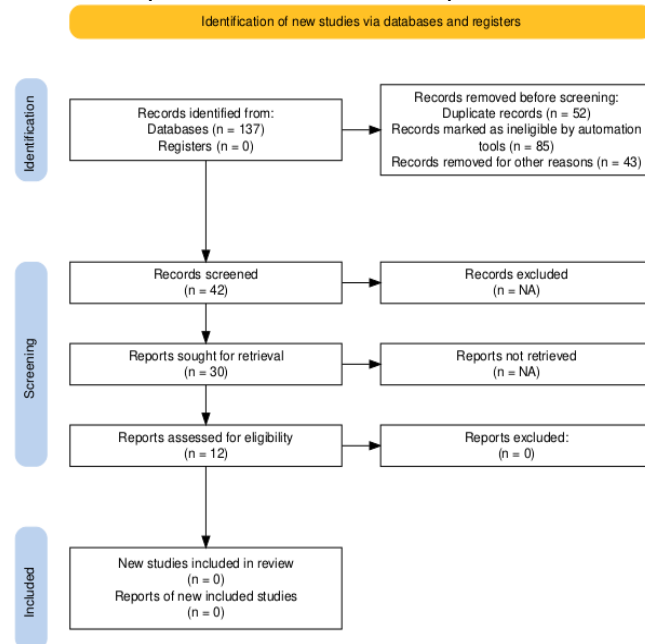 Identification of new studies via databases and registers
Identification
Records identified from:
Databases (n = 137)
Registers (n = 0)
Records removed before screening:
Duplicate records (n = 52)
Records marked as ineligible by automation
tools (n = 85)
Records removed for other reasons (n = 43)
Screening
Records screened
(n = 42)
Records excluded
(n = NA)
Reports sought for retrieval
(n = 30)
Reports not retrieved
(n = NA)
Reports assessed for eligibility
(n = 12)
Reports excluded:
(n = 0)
Included
New studies included in review
(n = 0)
Reports of new included studies
(n = 0)